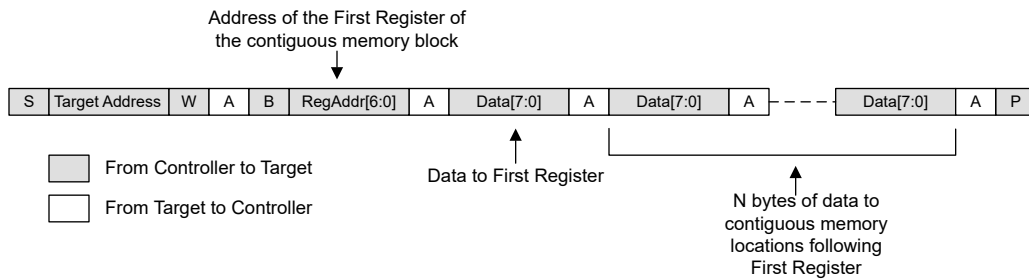 Address of the First Register of
the contiguous memory block
S Target Address W A B RegAddr[6:0] A Data[7:0] A Data[7:0] A Data[7:0] A P
From Controller to Target
From Target to Controller
Data to First Register
N bytes of data to
contiguous memory
locations following
First Register